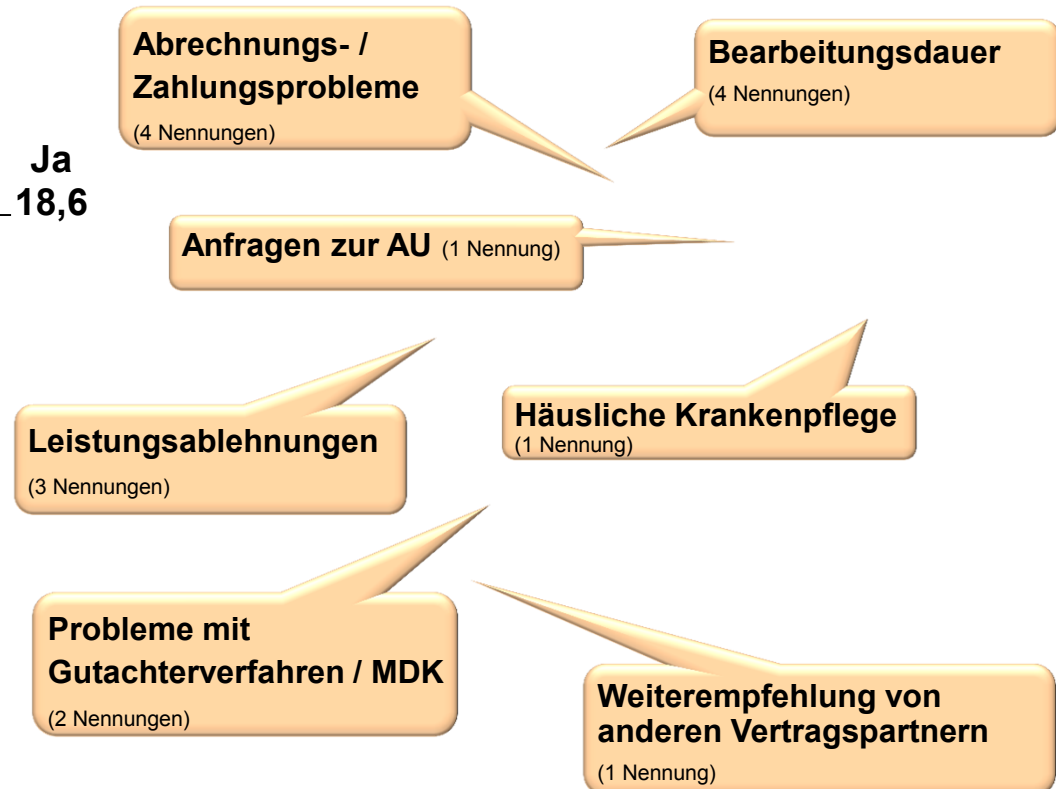 Abrechnungs- /
Zahlungsprobleme
(4 Nennungen)
Bearbeitungsdauer
(4 Nennungen)
Ja
18,6
Anfragen zur AU (1 Nennung)
Häusliche Krankenpflege
(1 Nennung)
Leistungsablehnungen
(3 Nennungen)
Probleme mit
Gutachterverfahren / MDK
(2 Nennungen)
Weiterempfehlung von
anderen Vertragspartnern
(1 Nennung)